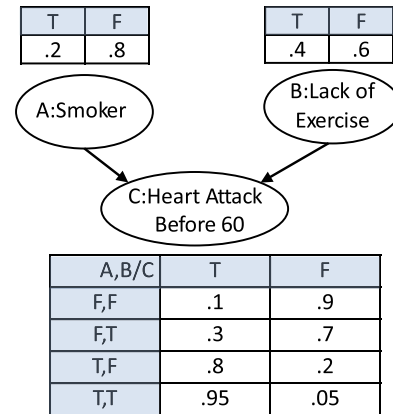 T F
.2 .8
T F
.4 .6
A:Smoker
B:Lack of
Exercise
C:Heart Attack
Before 60
A,B/C T F
F,F .1 .9
F,T .3 .7
T,F .8 .2
T,T .95 .05